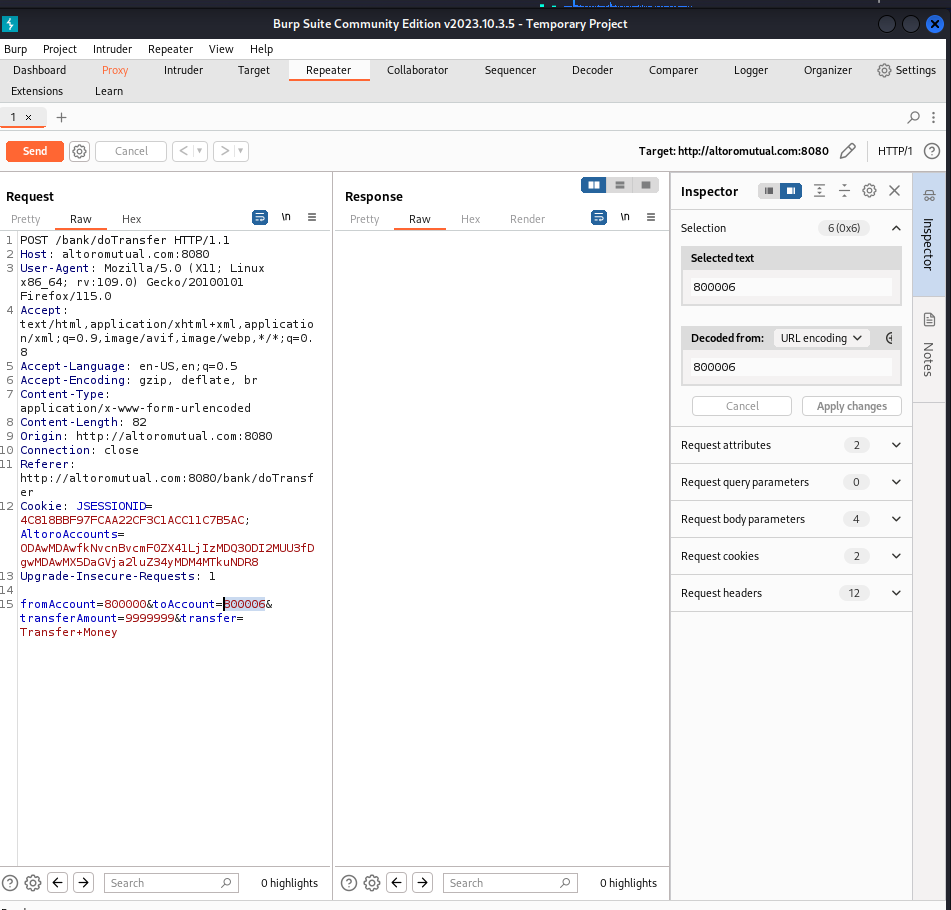 Burp Suite Community Edition v2023.10.3.5 - Temporary Project
Burp Project Intruder Repeater View Help
Dashboard Proxy Intruder Target Repeater Collaborator Sequencer Decoder Comparer Logger Organizer Settings
Extensions Learn
1 × +
Send Cancel < > Target: http://altoromutual.com:8080 HTTP/1 ?
Request
Pretty Raw Hex \n
1 POST /bank/doTransfer HTTP/1.1
2 Host: altoromutual.com:8080
3 User-Agent: Mozilla/5.0 (X11; Linux
x86_64; rv:109.0) Gecko/20100101
Firefox/115.0
4 Accept:
text/html,application/xhtml+xml,applicatio
n/xml;q=0.9,image/avif,image/webp,*/*;q=0.
8
5 Accept-Language: en-US,en;q=0.5
6 Accept-Encoding: gzip, deflate, br
7 Content-Type:
application/x-www-form-urlencoded
8 Content-Length: 82
9 Origin: http://altoromutual.com:8080
10 Connection: close
11 Referer:
http://altoromutual.com:8080/bank/doTransf
er
12 Cookie: JSESSIONID=
4C818BBF97FCAA22CF3C1ACC11C7B5AC;
AltoroAccounts=
ODAwMDAwfkNvcnBvcmF0ZX41LjIzMDQ3ODI2MUU3fD
gwMDAwMX5DaGVja2luZ34yMDM4MTkuNDR8
13 Upgrade-Insecure-Requests: 1
14
15 fromAccount=800000&toAccount=800006&
transferAmount=9999999&transfer=
Transfer+Money
? Search 0 highlights
Response
Pretty Raw Hex Render \n
? Search 0 highlights
Inspector
Selection 6 (0x6)
Selected text
800006
Decoded from: URL encoding
800006
Cancel Apply changes
Request attributes 2
Request query parameters 0
Request body parameters 4
Request cookies 2
Request headers 12
Inspector
Notes